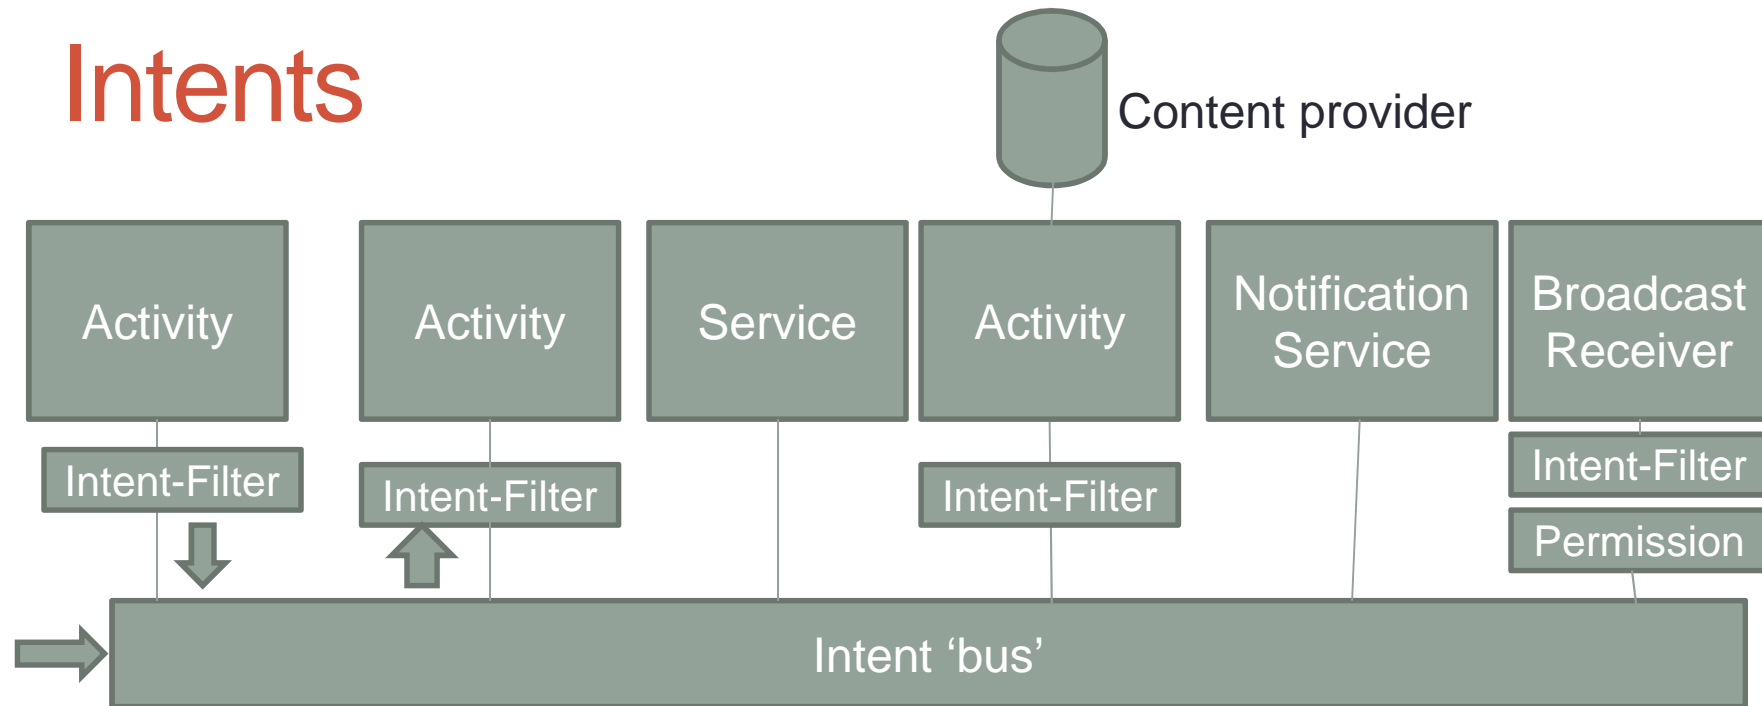 Intents
Content provider
Activity
Activity
Service
Activity
Notification
Service
Broadcast
Receiver
Intent-Filter
Intent-Filter
Intent-Filter
Intent-Filter
Permission
Intent ‘bus’